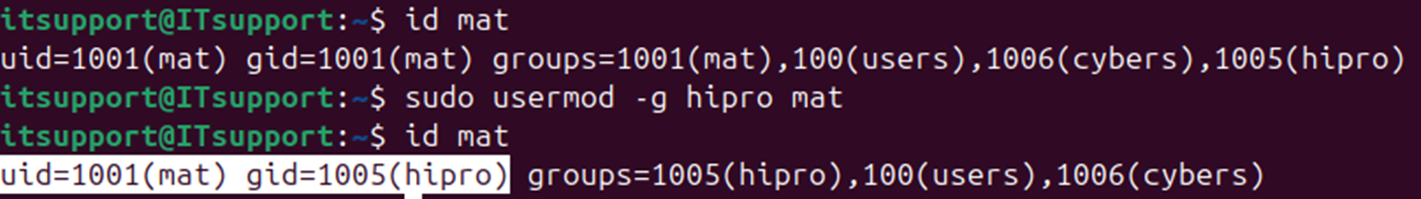 itsupport@ITsupport:~$ id mat
uid=1001(mat) gid=1001(mat) groups=1001(mat),100(users),1006(cybers),1005(hipro)
itsupport@ITsupport:~$ sudo usermod -g hipro mat
itsupport@ITsupport:~$ id mat
uid=1001(mat) gid=1005(hipro) groups=1005(hipro),100(users),1006(cybers)